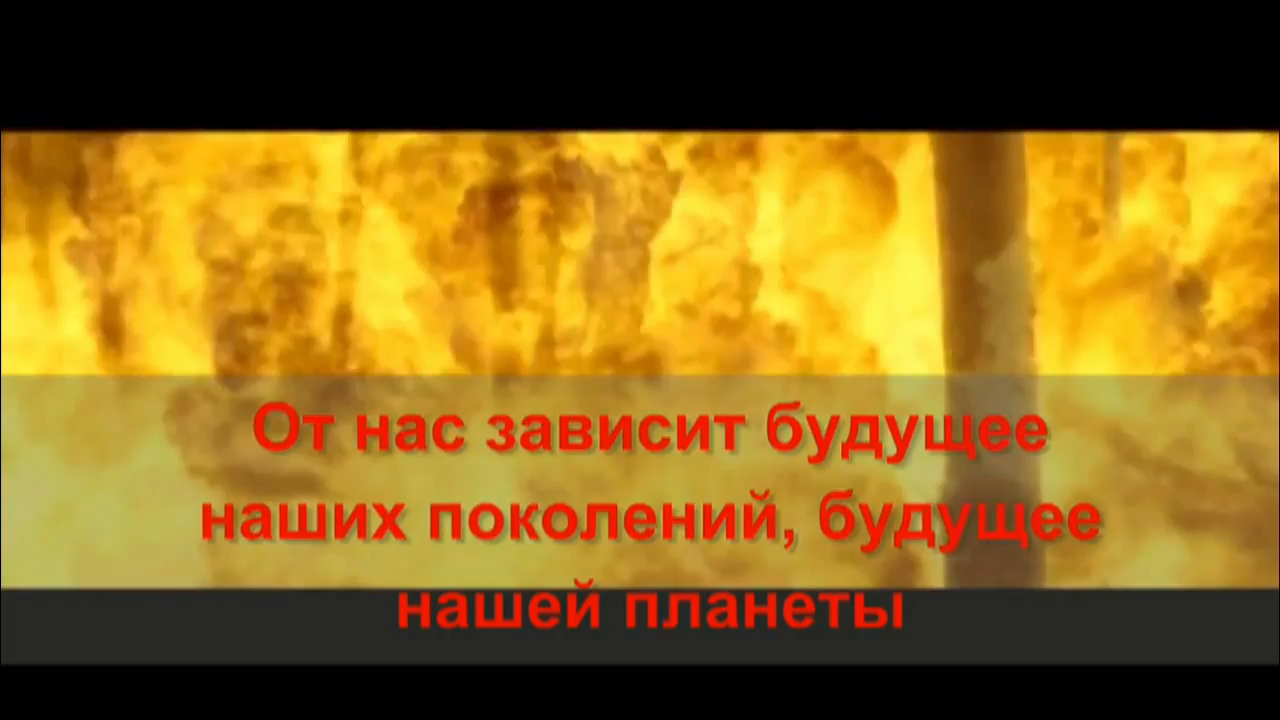 От нас зависит будущее
наших поколений, будущее
нашей планеты